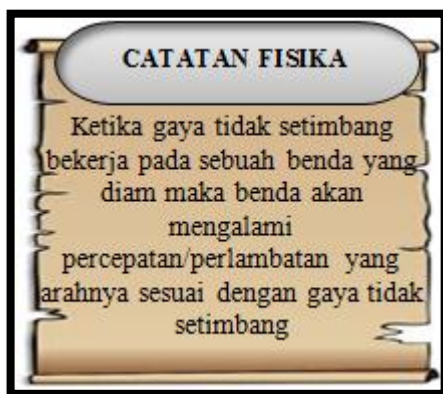 CATATAN FISIKA
Ketika gaya tidak setimbang
bekerja pada sebuah benda yang
diam maka benda akan
mengalami
percepatan/perlambatan yang
arahnya sesuai dengan gaya tidak
setimbang